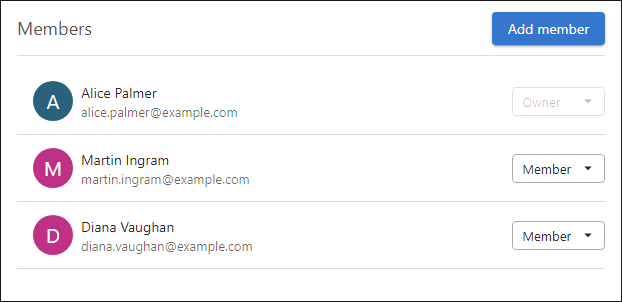 Members
Add member
A
Alice Palmer
alice.palmer@example.com
Owner
M
Martin Ingram
martin.ingram@example.com
Member
D
Diana Vaughan
diana.vaughan@example.com
Member